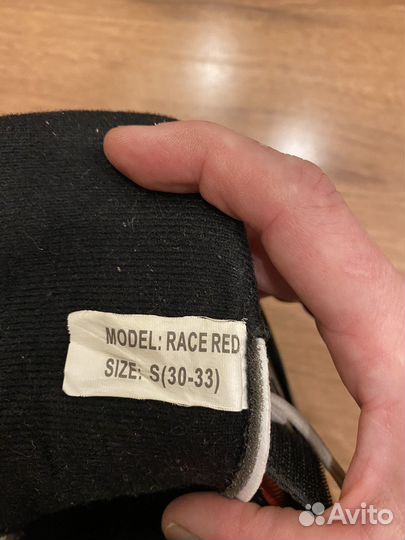 MODEL: RACE RED
SIZE: S(30-33)
Avito